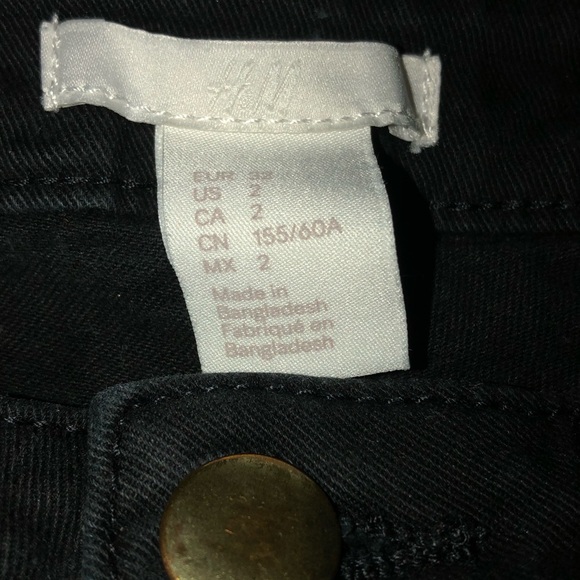 H&M
EUR 32
US 2
CA 2
CN 155/60A
MX 2
Made in
Bangladesh
Fabriqué en
Bangladesh